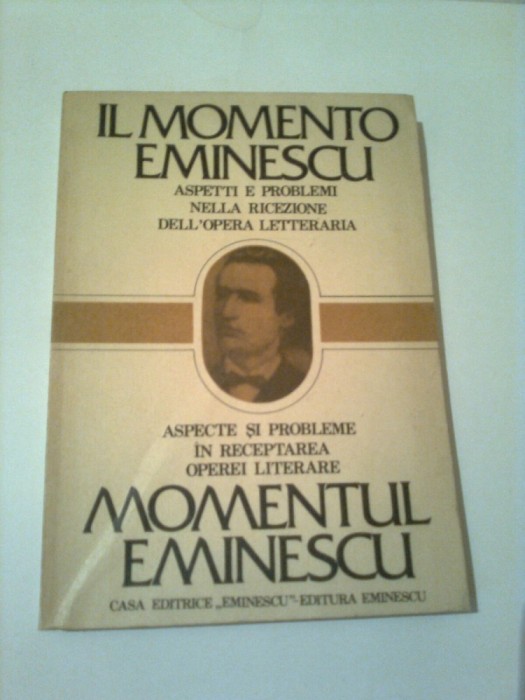 IL MOMENTO
EMINESCU
ASPETTI E PROBLEMI
NELLA RICEZIONE
DELL'OPERA LETTERARIA
ASPECTE ȘI PROBLEME
ÎN RECEPTAREA
OPEREI LITERARE
MOMENTUL
EMINESCU
CASA EDITRICE „EMINESCU"-EDITURA EMINESCU